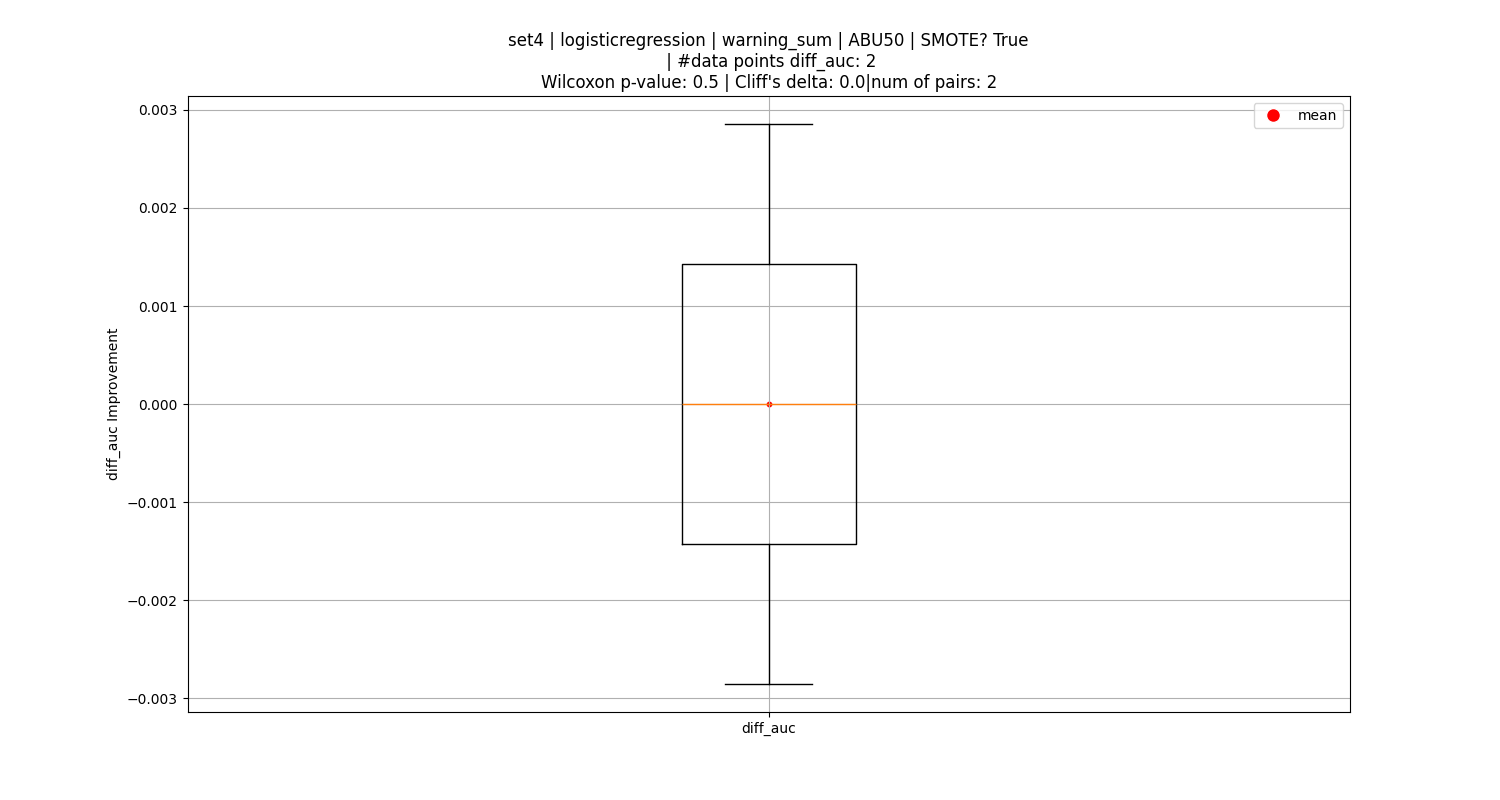 set4 | logisticregression | warning_sum | ABU50 | SMOTE? True
| #data points diff_auc: 2
Wilcoxon p-value: 0.5 | Cliff's delta: 0.0|num of pairs: 2
mean
0.003
0.002
0.001
0.000
−0.001
−0.002
−0.003
diff_auc Improvement
diff_auc